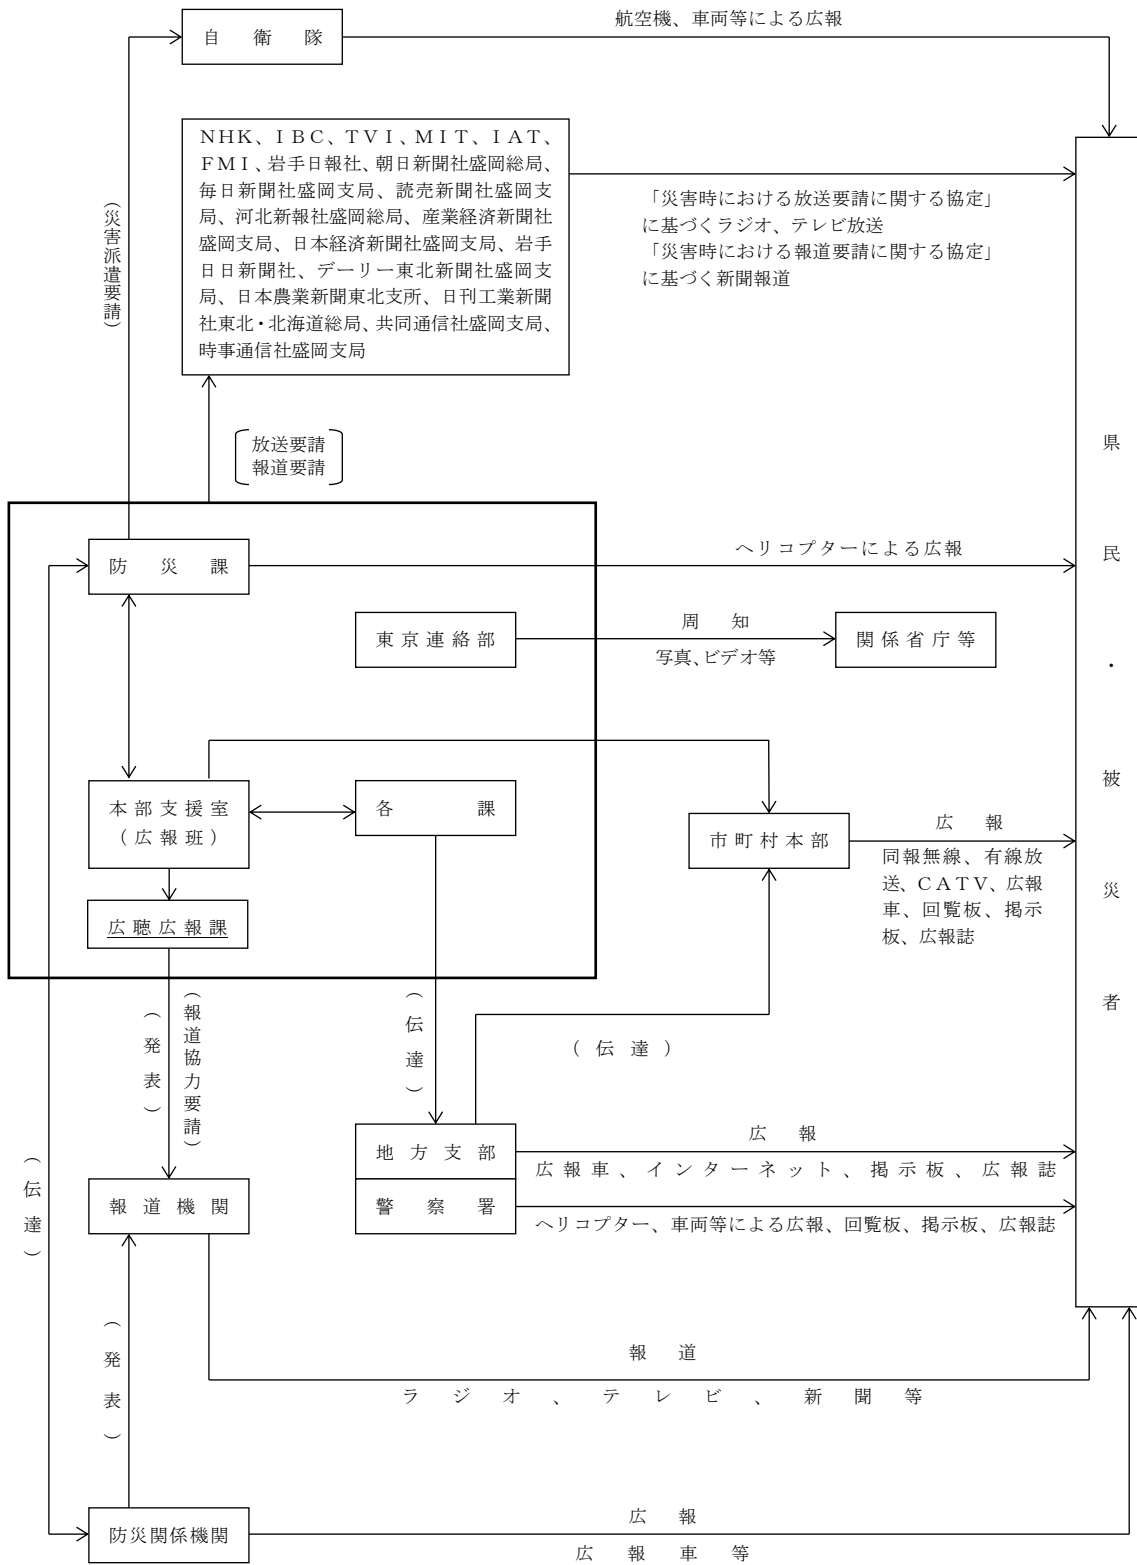 航空機、車両等による広報
自衛隊
(災害派遣要請)
NHK、IBC、TVI、MIT、IAT、
FMI、岩手日報社、朝日新聞社盛岡総局、
毎日新聞社盛岡支局、読売新聞社盛岡支
局、河北新報社盛岡総局、産業経済新聞社
盛岡支局、日本経済新聞社盛岡支局、岩手
日日新聞社、デーリー東北新聞社盛岡支
局、日本農業新聞東北支所、日刊工業新聞
社東北・北海道総局、共同通信社盛岡支局、
時事通信社盛岡支局
「災害時における放送要請に関する協定」
に基づくラジオ、テレビ放送
「災害時における報道要請に関する協定」
に基づく新聞報道
放送要請
報道要請
県民・被災者
防災課
ヘリコプターによる広報
東京連絡部
周知
写真、ビデオ等
関係省庁等
本部支援室
(広報班)
各課
市町村本部
広報
同報無線、有線放
送、CATV、広報
車、回覧板、掲示
板、広報誌
広聴広報課
(発表)
(報道協力要請)
(伝達)
(伝達)
地方支部
広報
広報車、インターネット、掲示板、広報誌
警察署
ヘリコプター、車両等による広報、回覧板、掲示板、広報誌
報道機関
(伝達)
(発表)
報道
ラジオ、テレビ、新聞等
防災関係機関
広報
広報車等